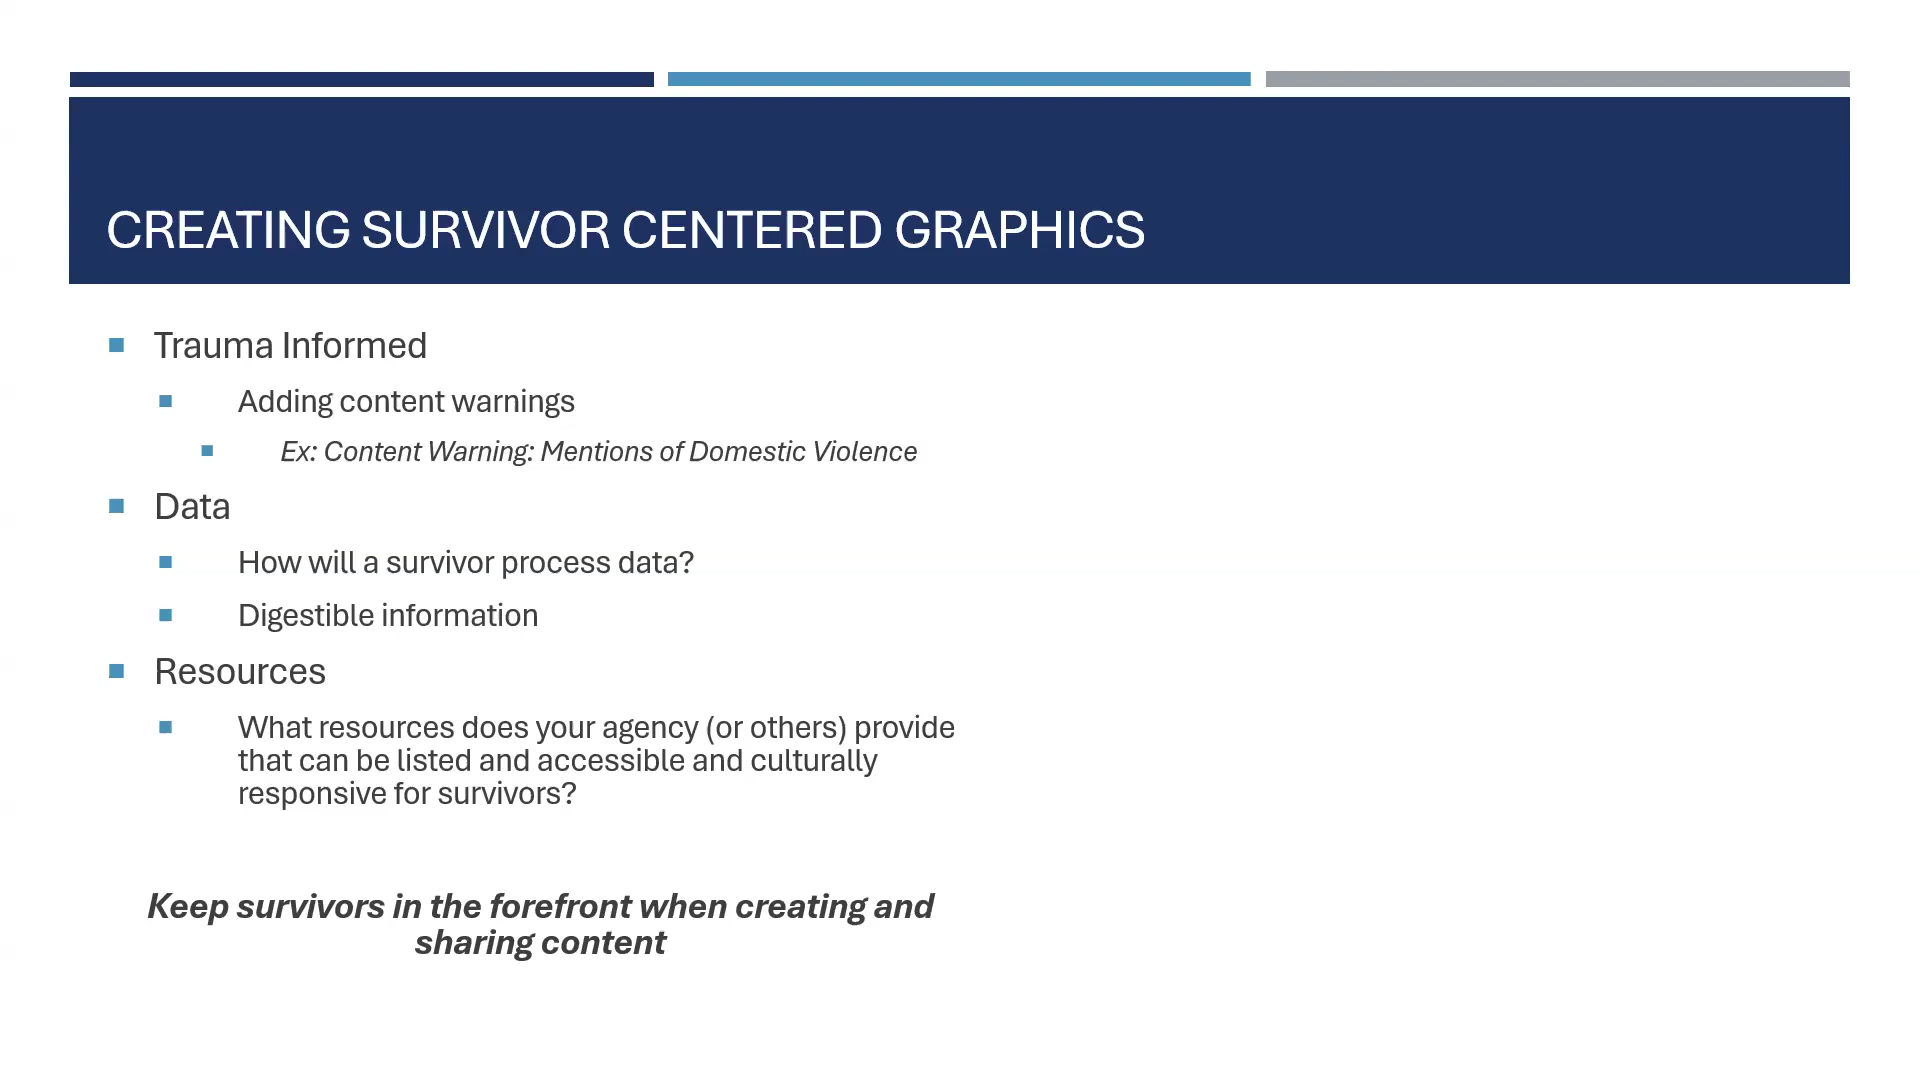 CREATING SURVIVOR CENTERED GRAPHICS
Trauma Informed
Adding content warnings
Ex: Content Warning: Mentions of Domestic Violence
Data
How will a survivor process data?
Digestible information
Resources
What resources does your agency (or others) provide
that can be listed and accessible and culturally
responsive for survivors?
Keep survivors in the forefront when creating and
sharing content